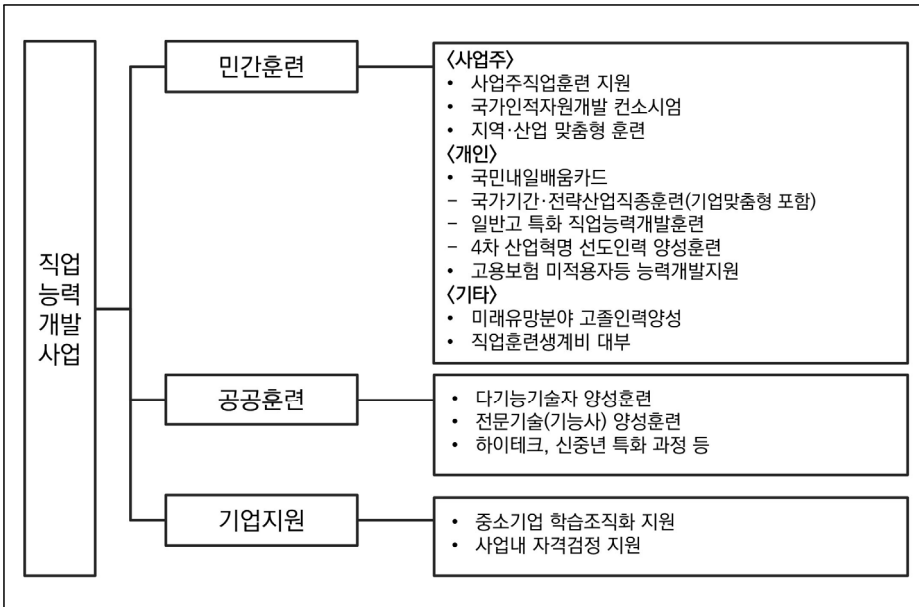 직업
능력
개발
사업
민간훈련
〈사업주〉
• 사업주직업훈련 지원
• 국가인적자원개발 컨소시엄
• 지역·산업 맞춤형 훈련
〈개인〉
• 국민내일배움카드
– 국가기간·전략산업직종훈련(기업맞춤형 포함)
– 일반고 특화 직업능력개발훈련
– 4차 산업혁명 선도인력 양성훈련
• 고용보험 미적용자등 능력개발지원
〈기타〉
• 미래유망분야 고졸인력양성
• 직업훈련생계비 대부
공공훈련
• 다기능기술자 양성훈련
• 전문기술(기능사) 양성훈련
• 하이테크, 신중년 특화 과정 등
기업지원
• 중소기업 학습조직화 지원
• 사업내 자격검정 지원